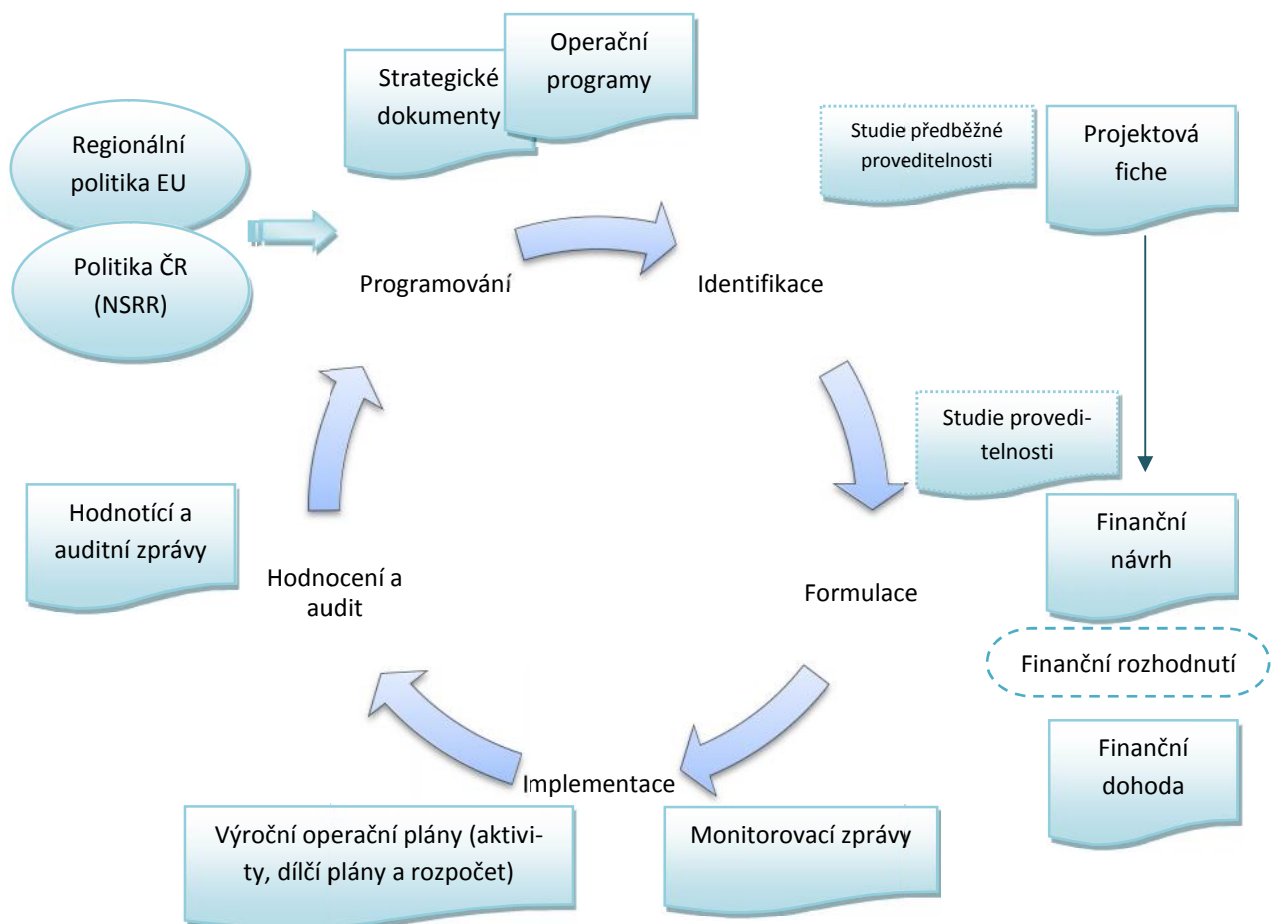 Operační
programy
Strategické
dokumenty
Regionální
politika EU
Politika ČR
(NSRR)
Studie předběžné
proveditelnosti
Projektová
fiche
Programování
Identifikace
Studie provedi-
telnosti
Finanční
návrh
Hodnotící a
auditní zprávy
Hodnocení a
audit
Formulace
Finanční rozhodnutí
Finanční
dohoda
Implementace
Výroční operační plány (aktivi-
ty, dílčí plány a rozpočet)
Monitorovací zprávy